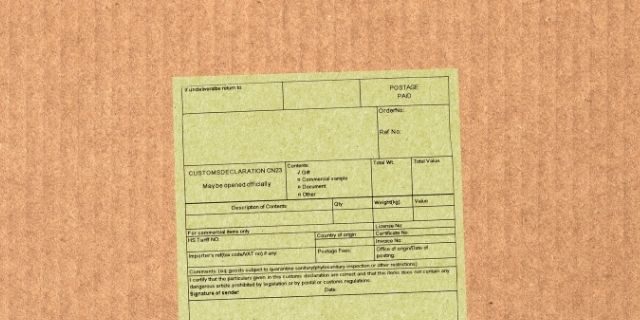 If undeliverable return to
POSTAGE
PAID
OrderNo:
Ref No:
CUSTOMSDECLARATION CN23
Maybe opened officially
Contents:
√ Gift
¤ Commercial sample
¤ Document
¤ Other
Total Wt.
Total Value
Description of Contents
Qty
Weight(kg)
Value
For commercial items only
HS Tariff NO.
Importer's ref(tax code/VAT no) if any:
Country of origin
Postage Fees:
License No:
Certificate No:
Invoice No:
Office of origin/Date of
posting:
Comments (eg. goods subject to quarantine sanitary/phytosanitary inspection or other restrictions)
I certify that the particulars given in this customs declaration are correct and that this items does not contain any
dangerous article prohibited by legislation or by postal or customs regulations.
Signature of sender
Date: